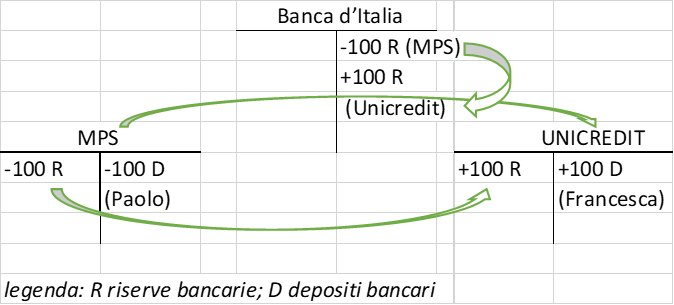 Banca d’Italia
-100 R (MPS)
+100 R
(Unicredit)
MPS
-100 R
-100 D
(Paolo)
UNICREDIT
+100 R
+100 D
(Francesca)
legenda: R riserve bancarie; D depositi bancari